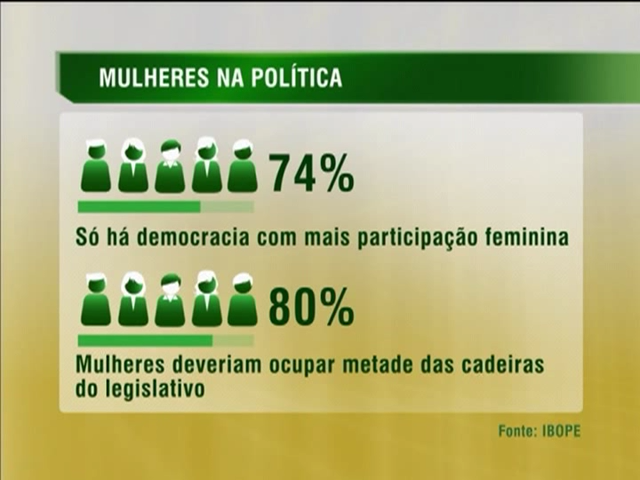 MULHERES NA POLÍTICA
74%
Só há democracia com mais participação feminina
80%
Mulheres deveriam ocupar metade das cadeiras
do legislativo
Fonte: IBOPE